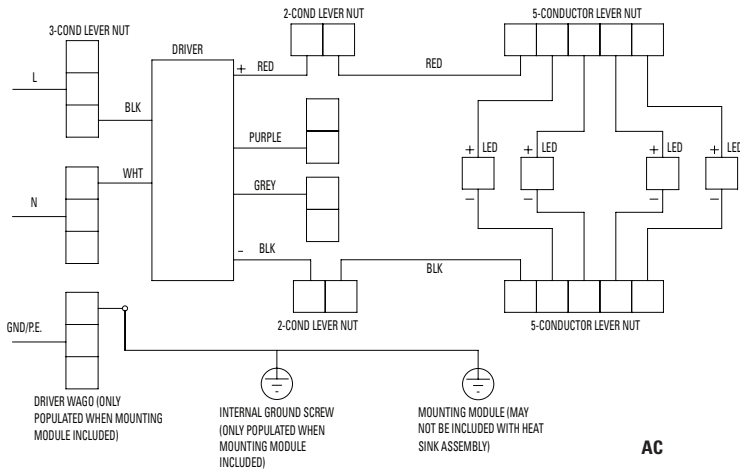 2-COND LEVER NUT
5-CONDUCTOR LEVER NUT
3-COND LEVER NUT
DRIVER
L
BLK
+
RED
RED
PURPLE
+
LED
+
LED
+
LED
+
LED
WHT
GREY
–
–
–
–
N
–
BLK
BLK
2-COND LEVER NUT
5-CONDUCTOR LEVER NUT
GND/P.E.
DRIVER WAGO (ONLY
POPULATED WHEN MOUNTING
MODULE INCLUDED)
INTERNAL GROUND SCREW
(ONLY POPULATED WHEN
MOUNTING MODULE
INCLUDED)
MOUNTING MODULE (MAY
NOT BE INCLUDED WITH HEAT
SINK ASSEMBLY)
AC